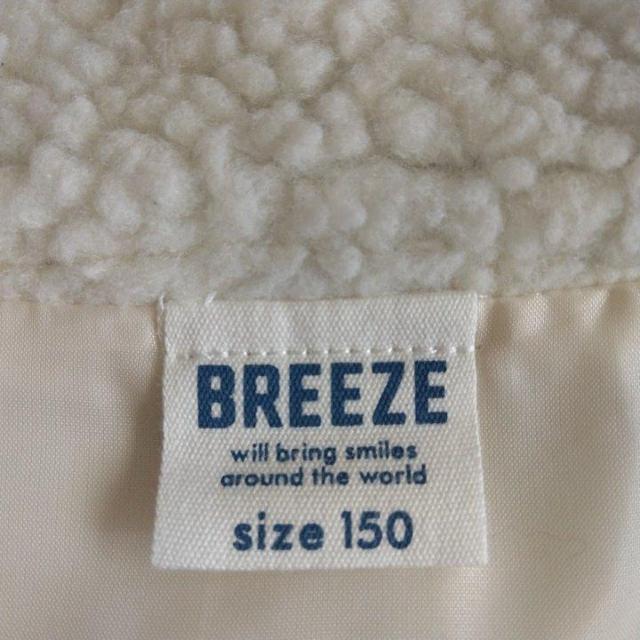 BREEZE
will bring smiles
around the world
size 150